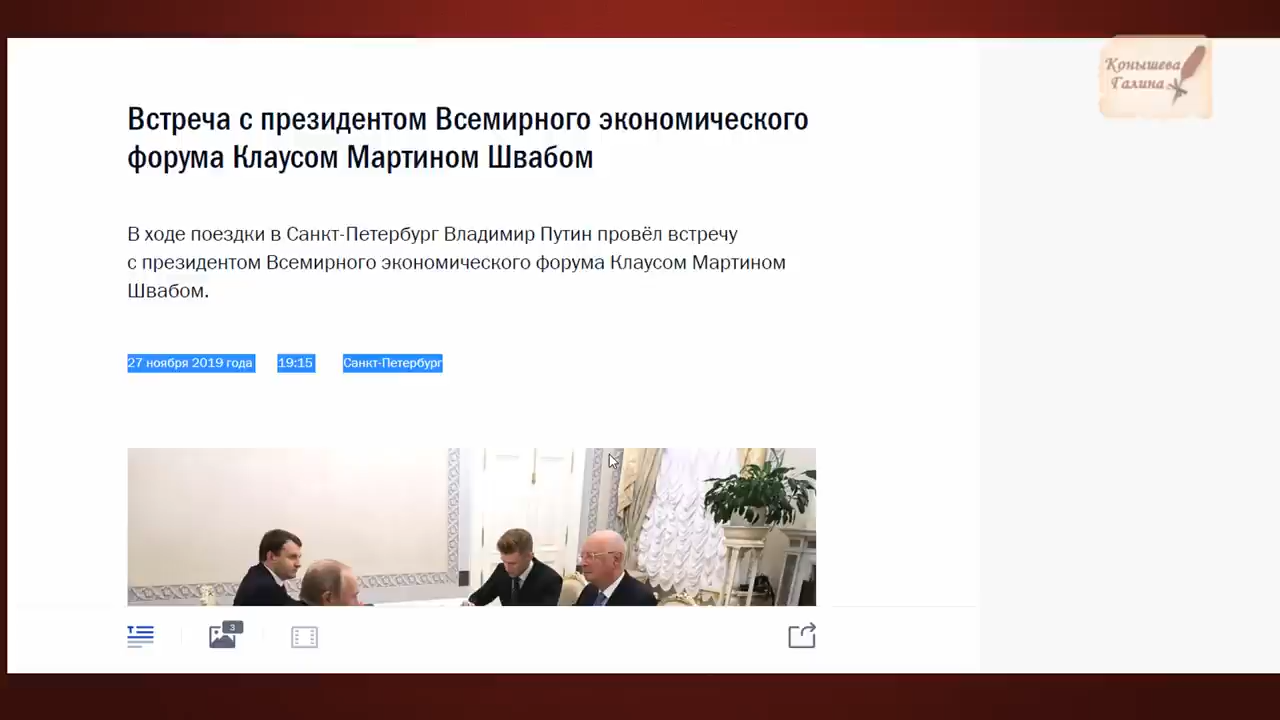 Конышева
Галина
Встреча с президентом Всемирного экономического
форума Клаусом Мартином Швабом
В ходе поездки в Санкт-Петербург Владимир Путин провёл встречу
с президентом Всемирного экономического форума Клаусом Мартином
Швабом.
27 ноября 2019 года 19:15 Санкт-Петербург
3